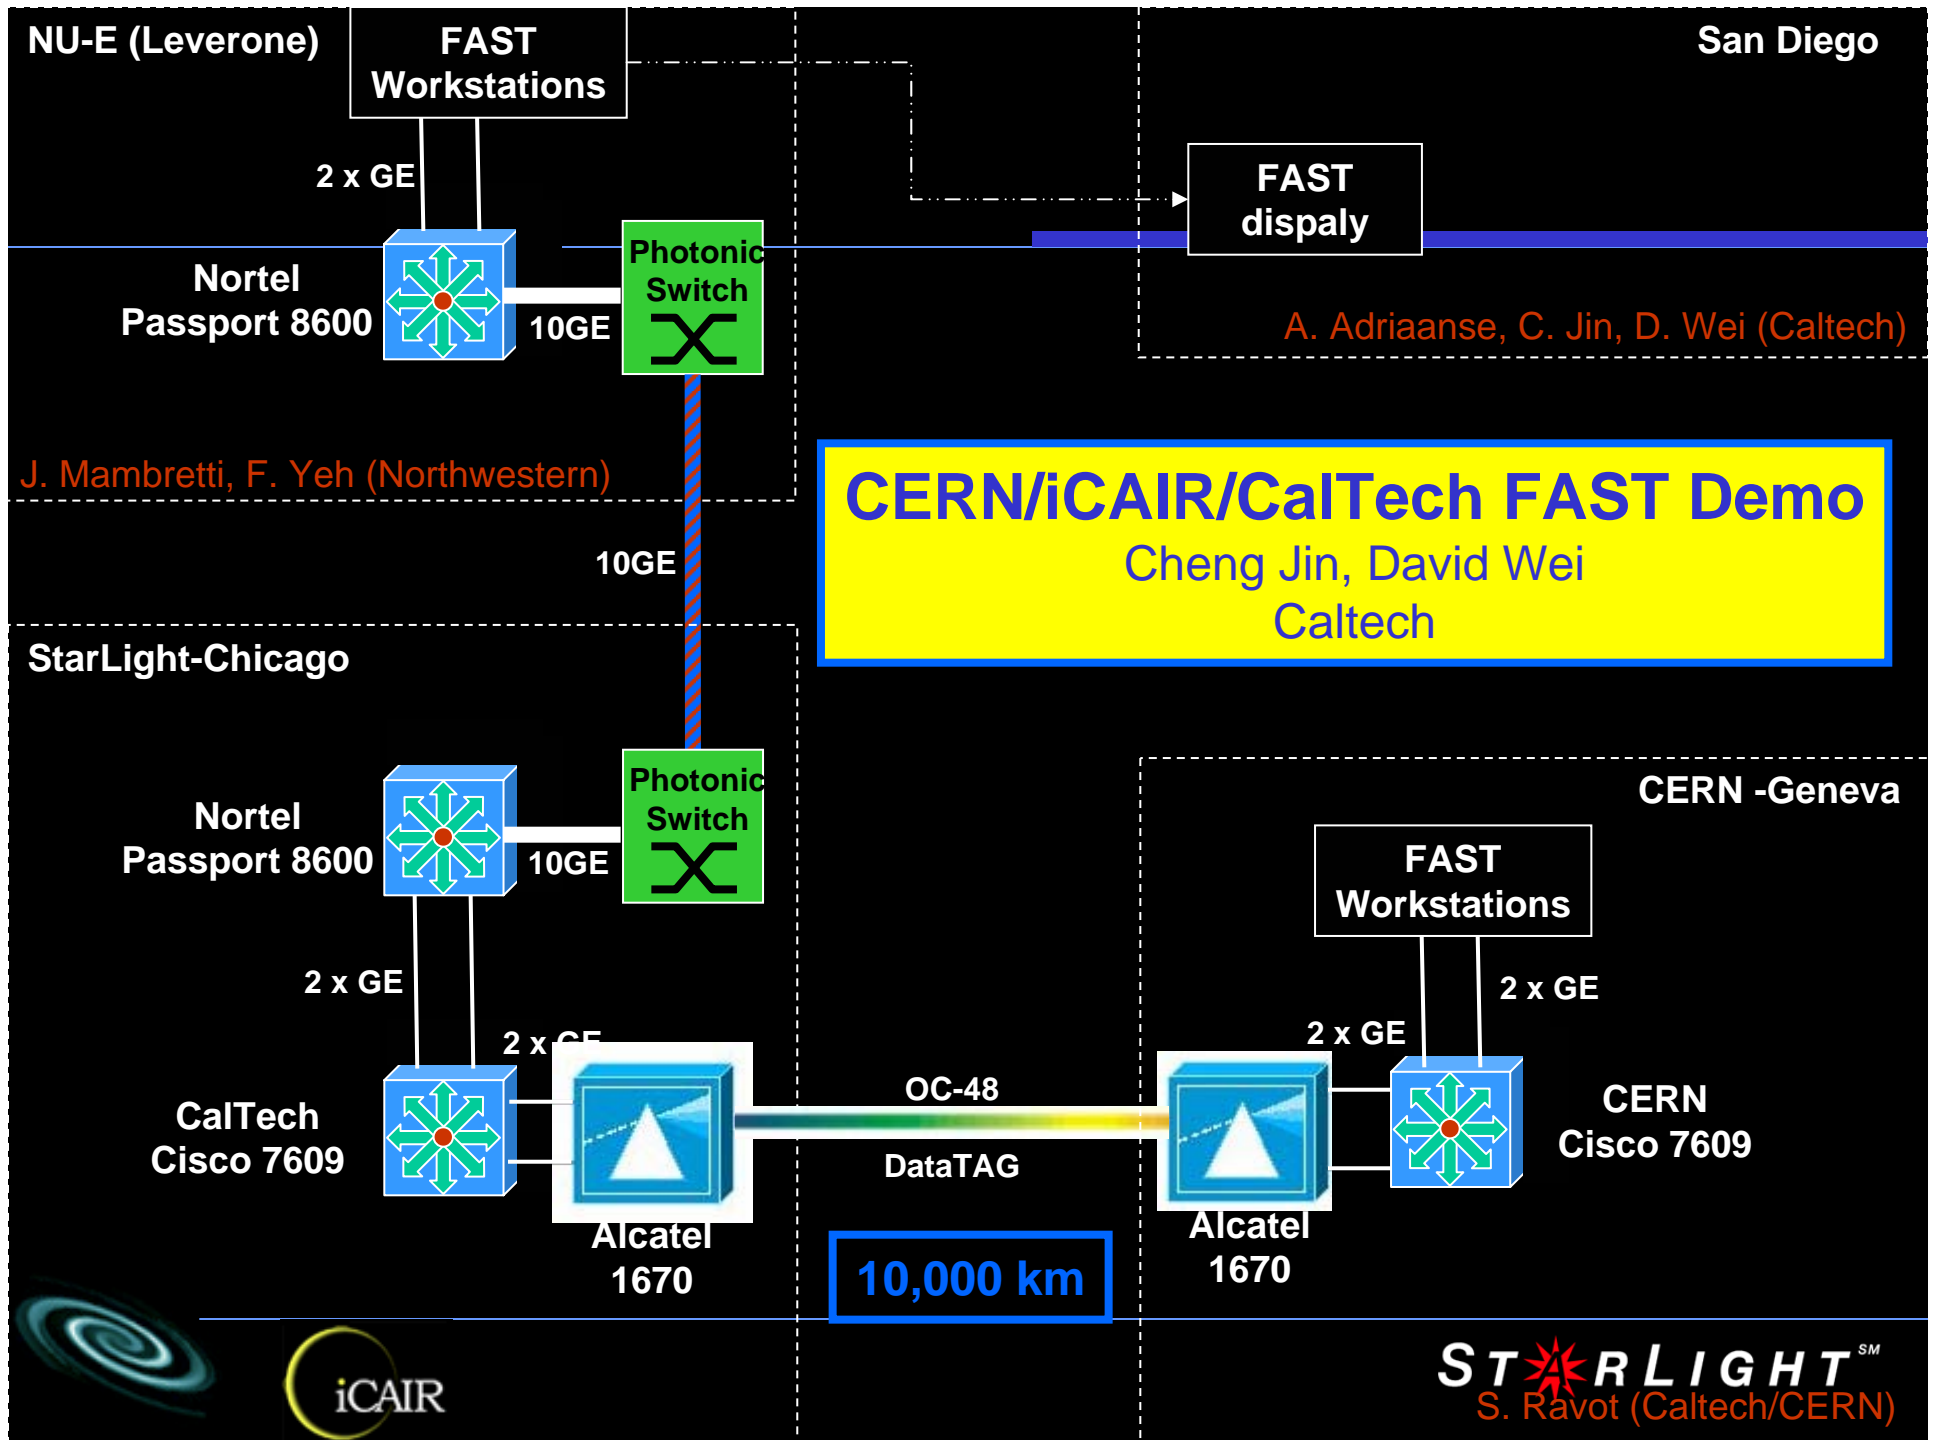 NU-E (Leverone)
FAST
Workstations
San Diego
2 x GE
FAST
dispaly
Nortel
Passport 8600
10GE
Photonic
Switch
A. Adriaanse, C. Jin, D. Wei (Caltech)
J. Mambretti, F. Yeh (Northwestern)
CERN/iCAIR/CalTech FAST Demo
Cheng Jin, David Wei
Caltech
10GE
StarLight-Chicago
Nortel
Passport 8600
10GE
Photonic
Switch
CERN -Geneva
FAST
Workstations
2 x GE
2 x GE
2 x GE
2 x GE
CalTech
Cisco 7609
OC-48
DataTAG
CERN
Cisco 7609
Alcatel
1670
Alcatel
1670
10,000 km
iCAIR
STARLIGHT SM
S. Ravot (Caltech/CERN)